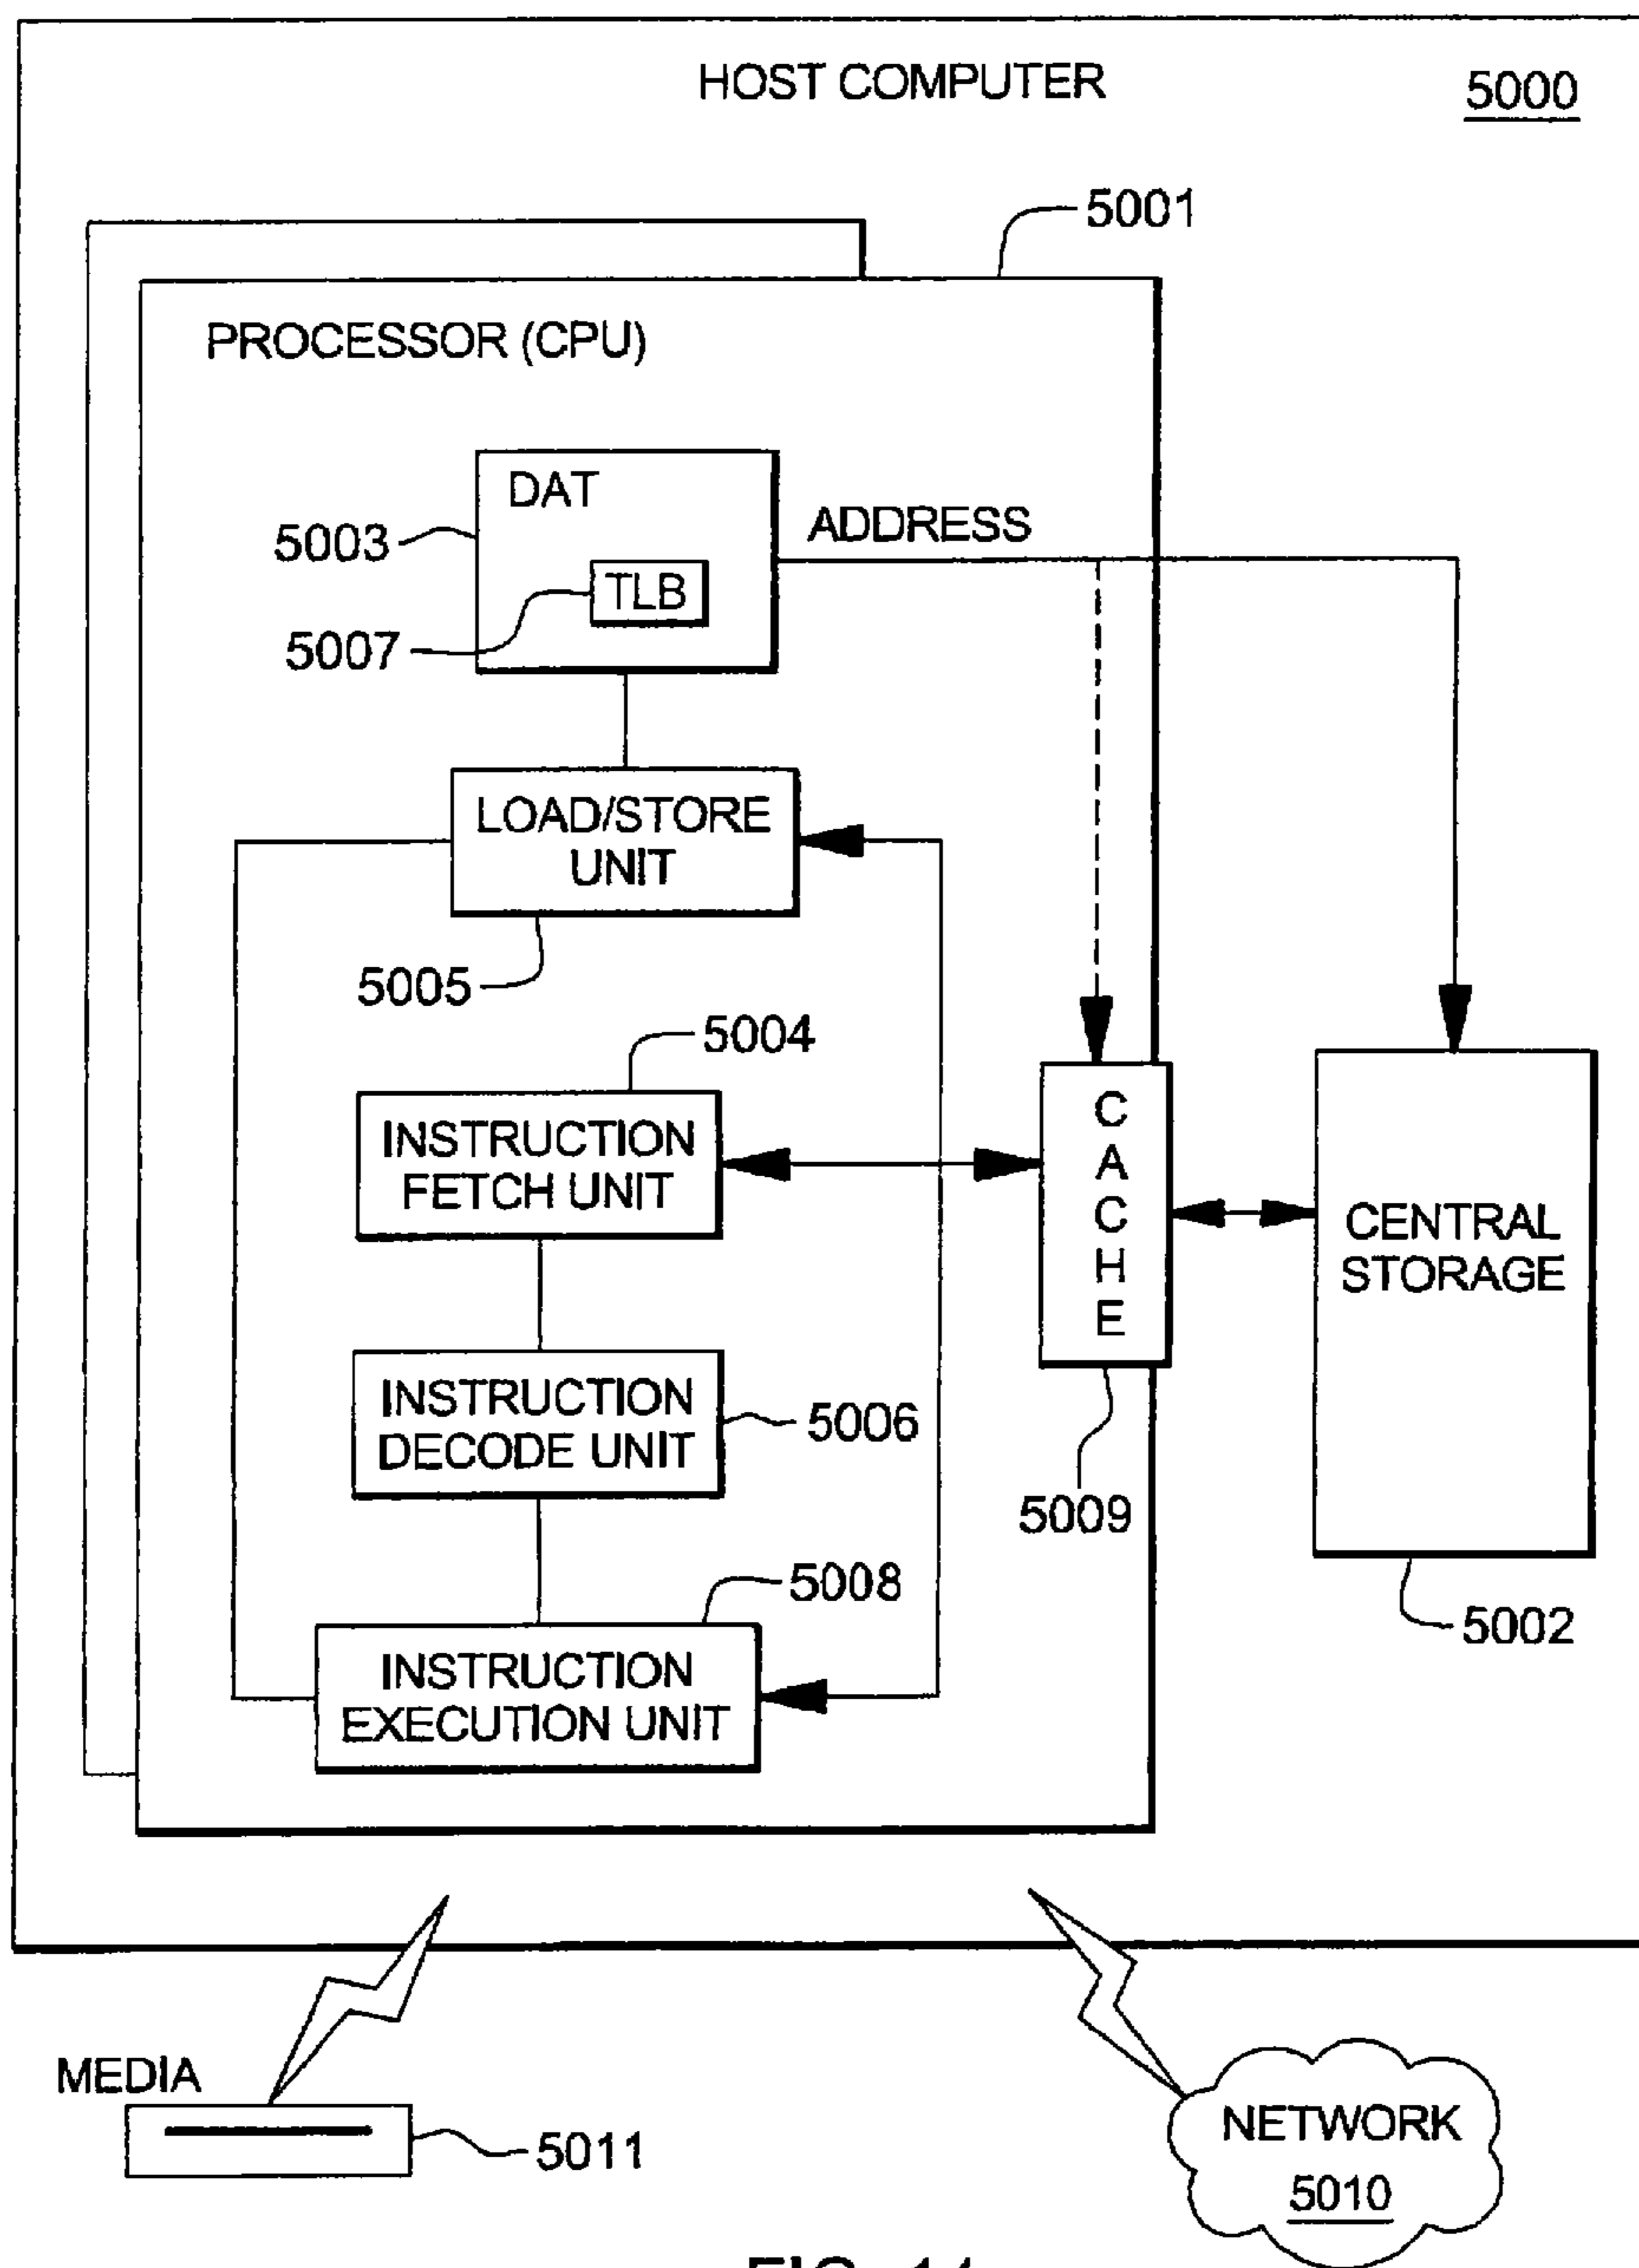 HOST COMPUTER
5000
5001
PROCESSOR (CPU)
DAT
ADDRESS
5003
TLB
5007
LOAD/STORE
UNIT
5005
5004
INSTRUCTION
FETCH UNIT
C
A
C
H
E
CENTRAL
STORAGE
INSTRUCTION
DECODE UNIT
5006
5009
5008
5002
INSTRUCTION
EXECUTION UNIT
MEDIA
5011
NETWORK
5010